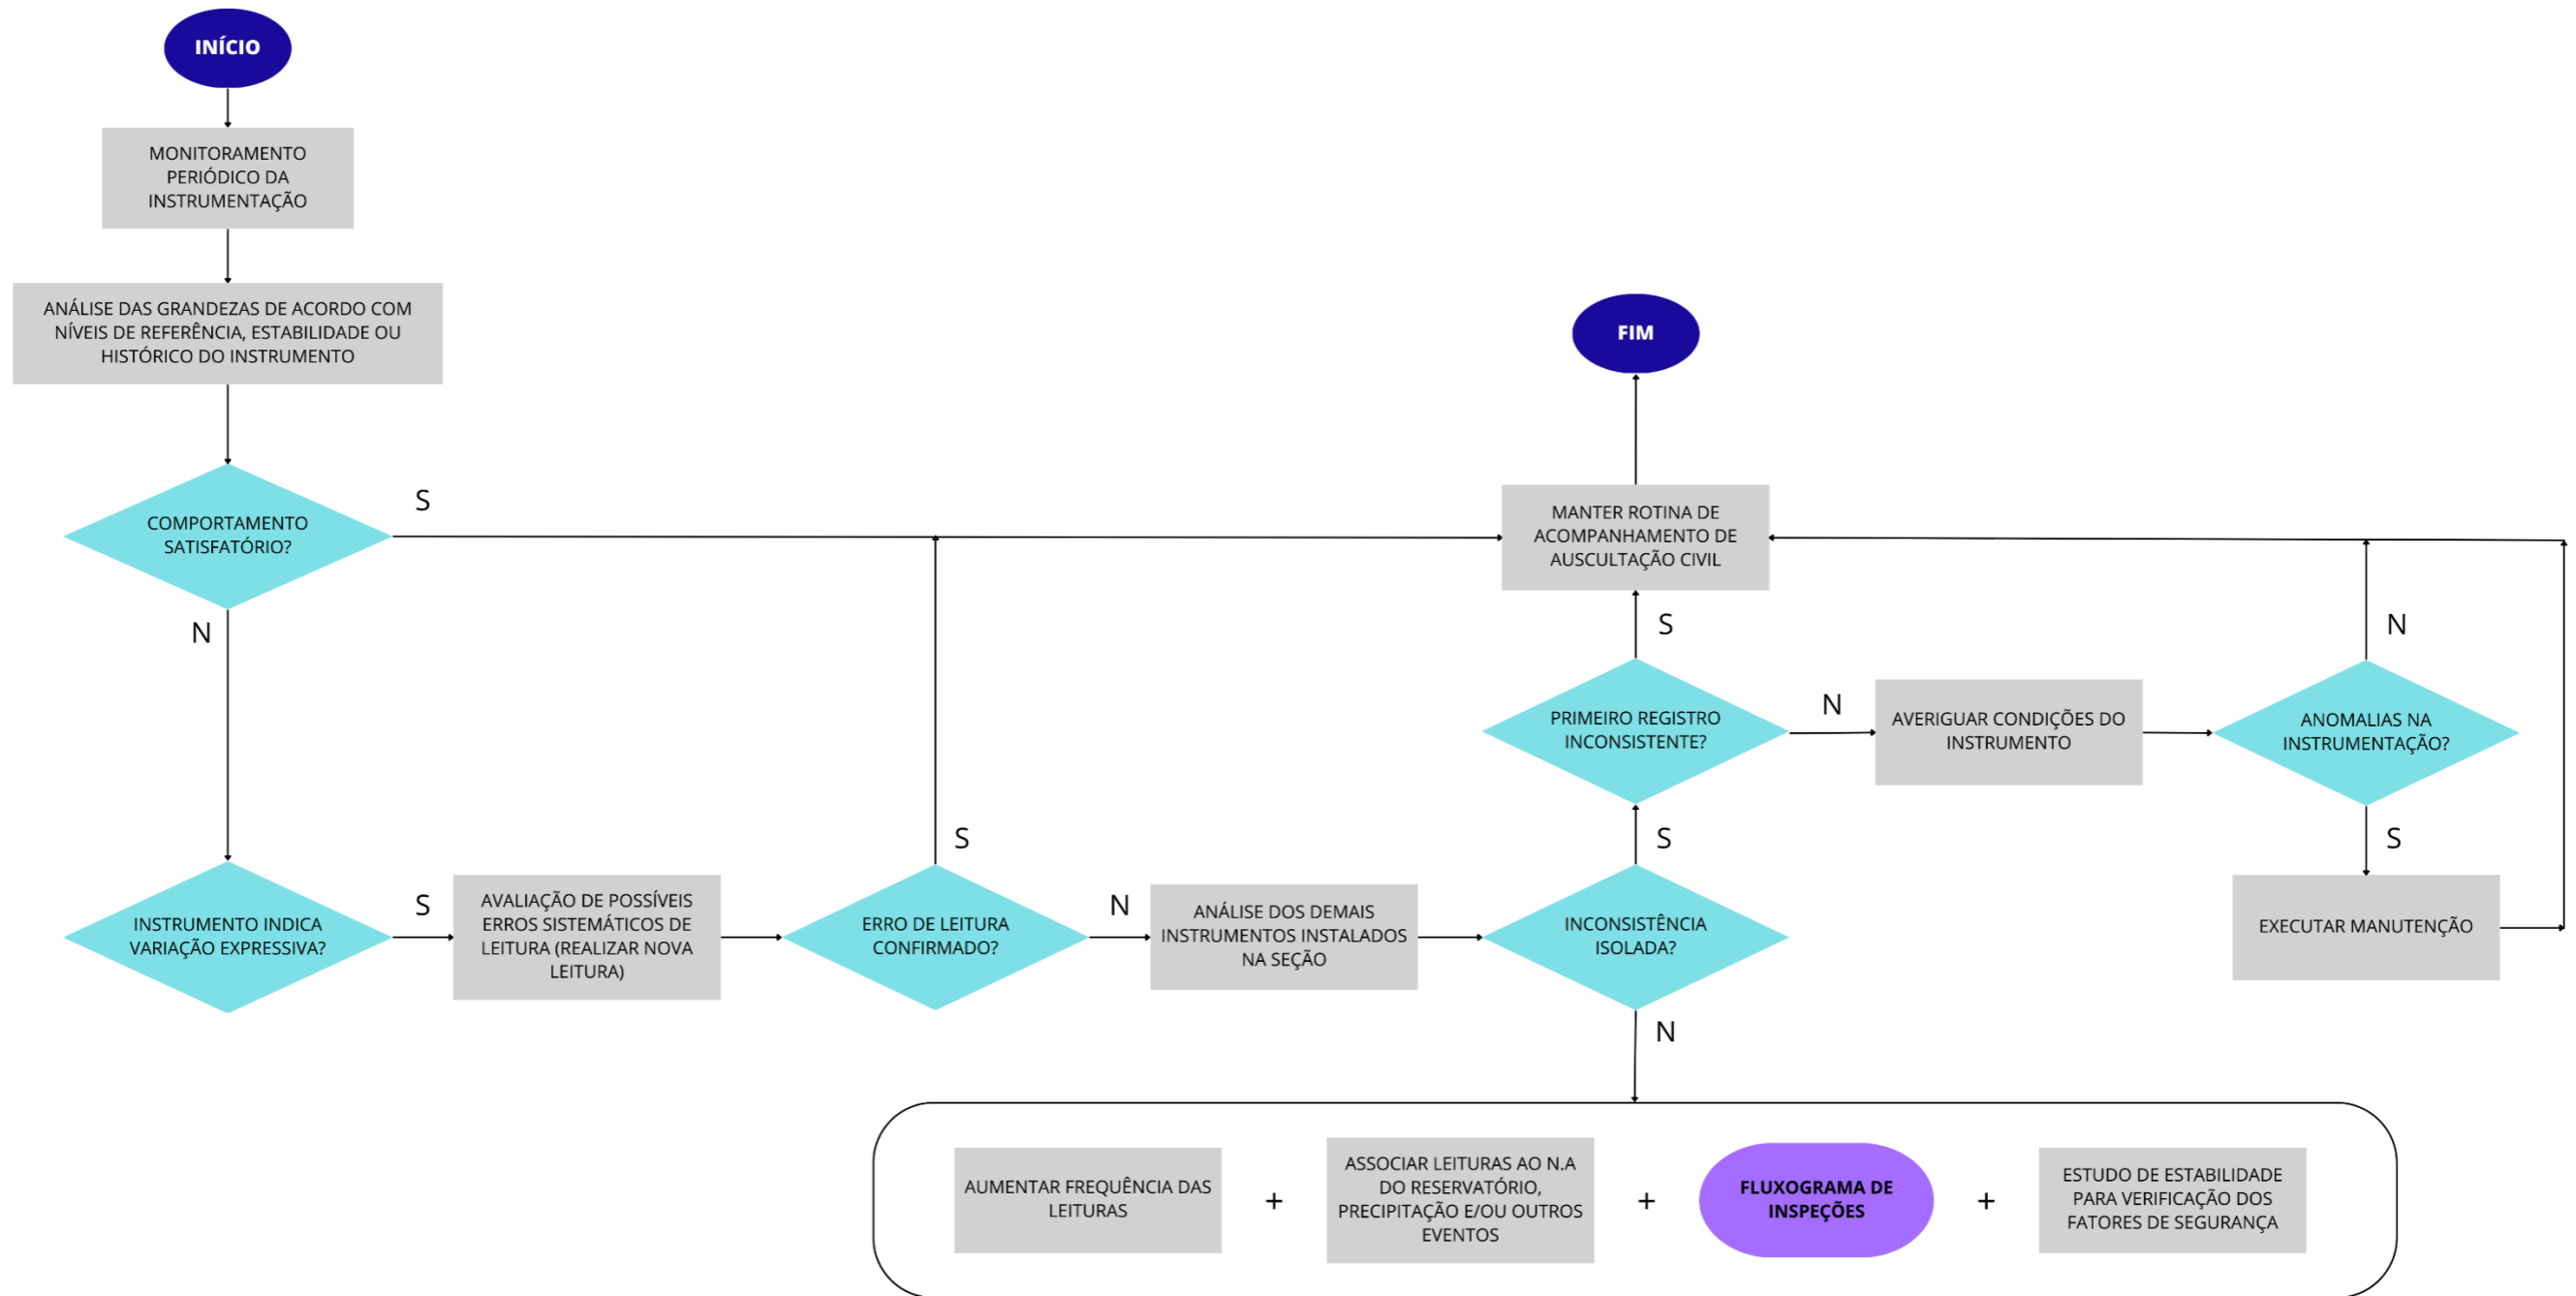 INÍCIO
MONITORAMENTO
PERIÓDICO DA
INSTRUMENTAÇÃO
ANÁLISE DAS GRANDEZAS DE ACORDO COM
NÍVEIS DE REFERÊNCIA, ESTABILIDADE OU
HISTÓRICO DO INSTRUMENTO
COMPORTAMENTO
SATISFATÓRIO?
S
N
INSTRUMENTO INDICA
VARIAÇÃO EXPRESSIVA?
S
AVALIAÇÃO DE POSSÍVEIS
ERROS SISTEMÁTICOS DE
LEITURA (REALIZAR NOVA
LEITURA)
ERRO DE LEITURA
CONFIRMADO?
S
N
ANÁLISE DOS DEMAIS
INSTRUMENTOS INSTALADOS
NA SEÇÃO
INCONSISTÊNCIA
ISOLADA?
S
N
PRIMEIRO REGISTRO
INCONSISTENTE?
S
N
MANTER ROTINA DE
ACOMPANHAMENTO DE
AUSCULTAÇÃO CIVIL
FIM
AVERIGUAR CONDIÇÕES DO
INSTRUMENTO
ANOMALIAS NA
INSTRUMENTAÇÃO?
N
S
EXECUTAR MANUTENÇÃO
AUMENTAR FREQUÊNCIA DAS
LEITURAS
+
ASSOCIAR LEITURAS AO N.A
DO RESERVATÓRIO,
PRECIPITAÇÃO E/OU OUTROS
EVENTOS
+
FLUXOGRAMA DE
INSPEÇÕES
+
ESTUDO DE ESTABILIDADE
PARA VERIFICAÇÃO DOS
FATORES DE SEGURANÇA